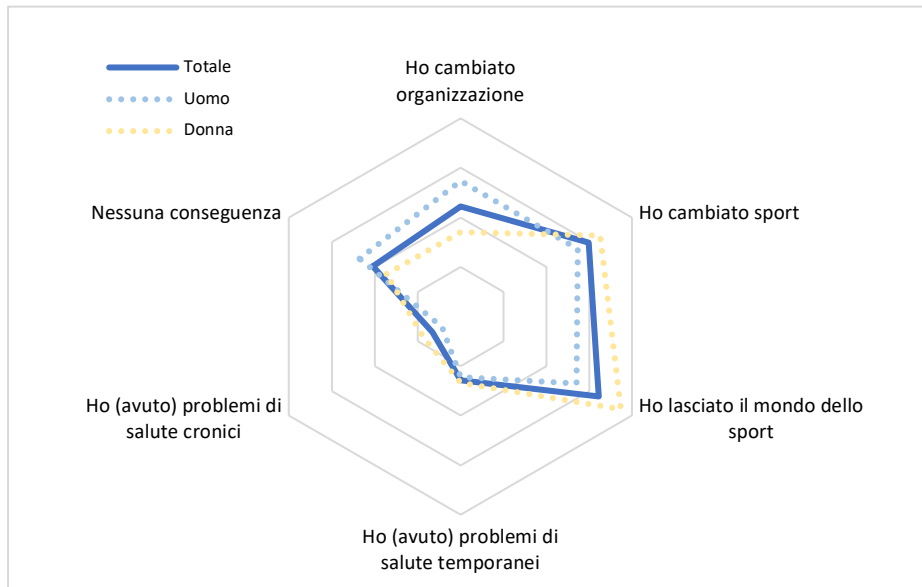 Totale
Uomo
Donna
Ho cambiato
organizzazione
Ho cambiato sport
Ho lasciato il mondo dello
sport
Ho (avuto) problemi di
salute temporanei
Ho (avuto) problemi di
salute cronici
Nessuna conseguenza